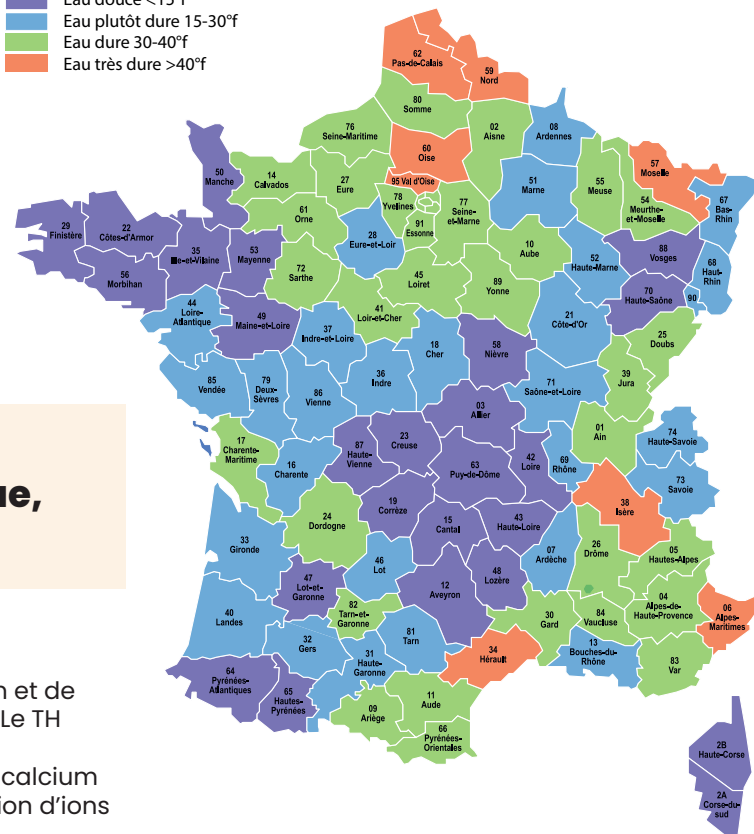 Eau douce <15°f
Eau plutôt dure 15-30°f
Eau dure 30-40°f
Eau très dure >40°f
62
Pas-de-Calais
59
Nord
80
Somme
76
Seine-Maritime
02
Aisne
08
Ardennes
60
Oise
57
Moselle
50
Manche
14
Calvados
27
Eure
95 Val d'Oise
51
Marne
55
Meuse
54
Meurthe-
et-Moselle
67
Bas-
Rhin
78
Yvelines
77
Seine-
et-Marne
61
Orne
91
Essonne
29
Finistère
22
Côtes-d'Armor
35
Ille-et-Vilaine
53
Mayenne
28
Eure-et-Loir
10
Aube
52
Haute-Marne
88
Vosges
68
Haut-
Rhin
56
Morbihan
72
Sarthe
45
Loiret
89
Yonne
70
Haute-Saône
90
44
Loire-
Atlantique
49
Maine-et-Loire
41
Loir-et-Cher
37
Indre-et-Loire
21
Côte-d'Or
25
Doubs
18
Cher
58
Nièvre
39
Jura
85
Vendée
79
Deux-
Sèvres
86
Vienne
36
Indre
71
Saône-et-Loire
03
Allier
01
Ain
74
Haute-Savoie
17
Charente-
Maritime
16
Charente
87
Haute-
Vienne
23
Creuse
63
Puy-de-Dôme
42
Loire
69
Rhône
73
Savoie
ue,
19
Corrèze
38
Isère
24
Dordogne
15
Cantal
43
Haute-Loire
33
Gironde
46
Lot
07
Ardèche
26
Drôme
05
Hautes-Alpes
47
Lot-et-
Garonne
12
Aveyron
48
Lozère
04
Alpes-de-
Haute-Provence
06
Alpes-
Maritimes
40
Landes
82
Tarn-et-
Garonne
30
Gard
84
Vaucluse
32
Gers
81
Tarn
34
Hérault
13
Bouches-du-
Rhône
31
Haute-
Garonne
83
Var
64
Pyrénées-
Atlantiques
65
Hautes-
Pyrénées
09
Ariège
11
Aude
66
Pyrénées-
Orientales
2B
Haute-Corse
2A
Corse-du-
sud
n et de
Le TH
calcium
ion d'ions